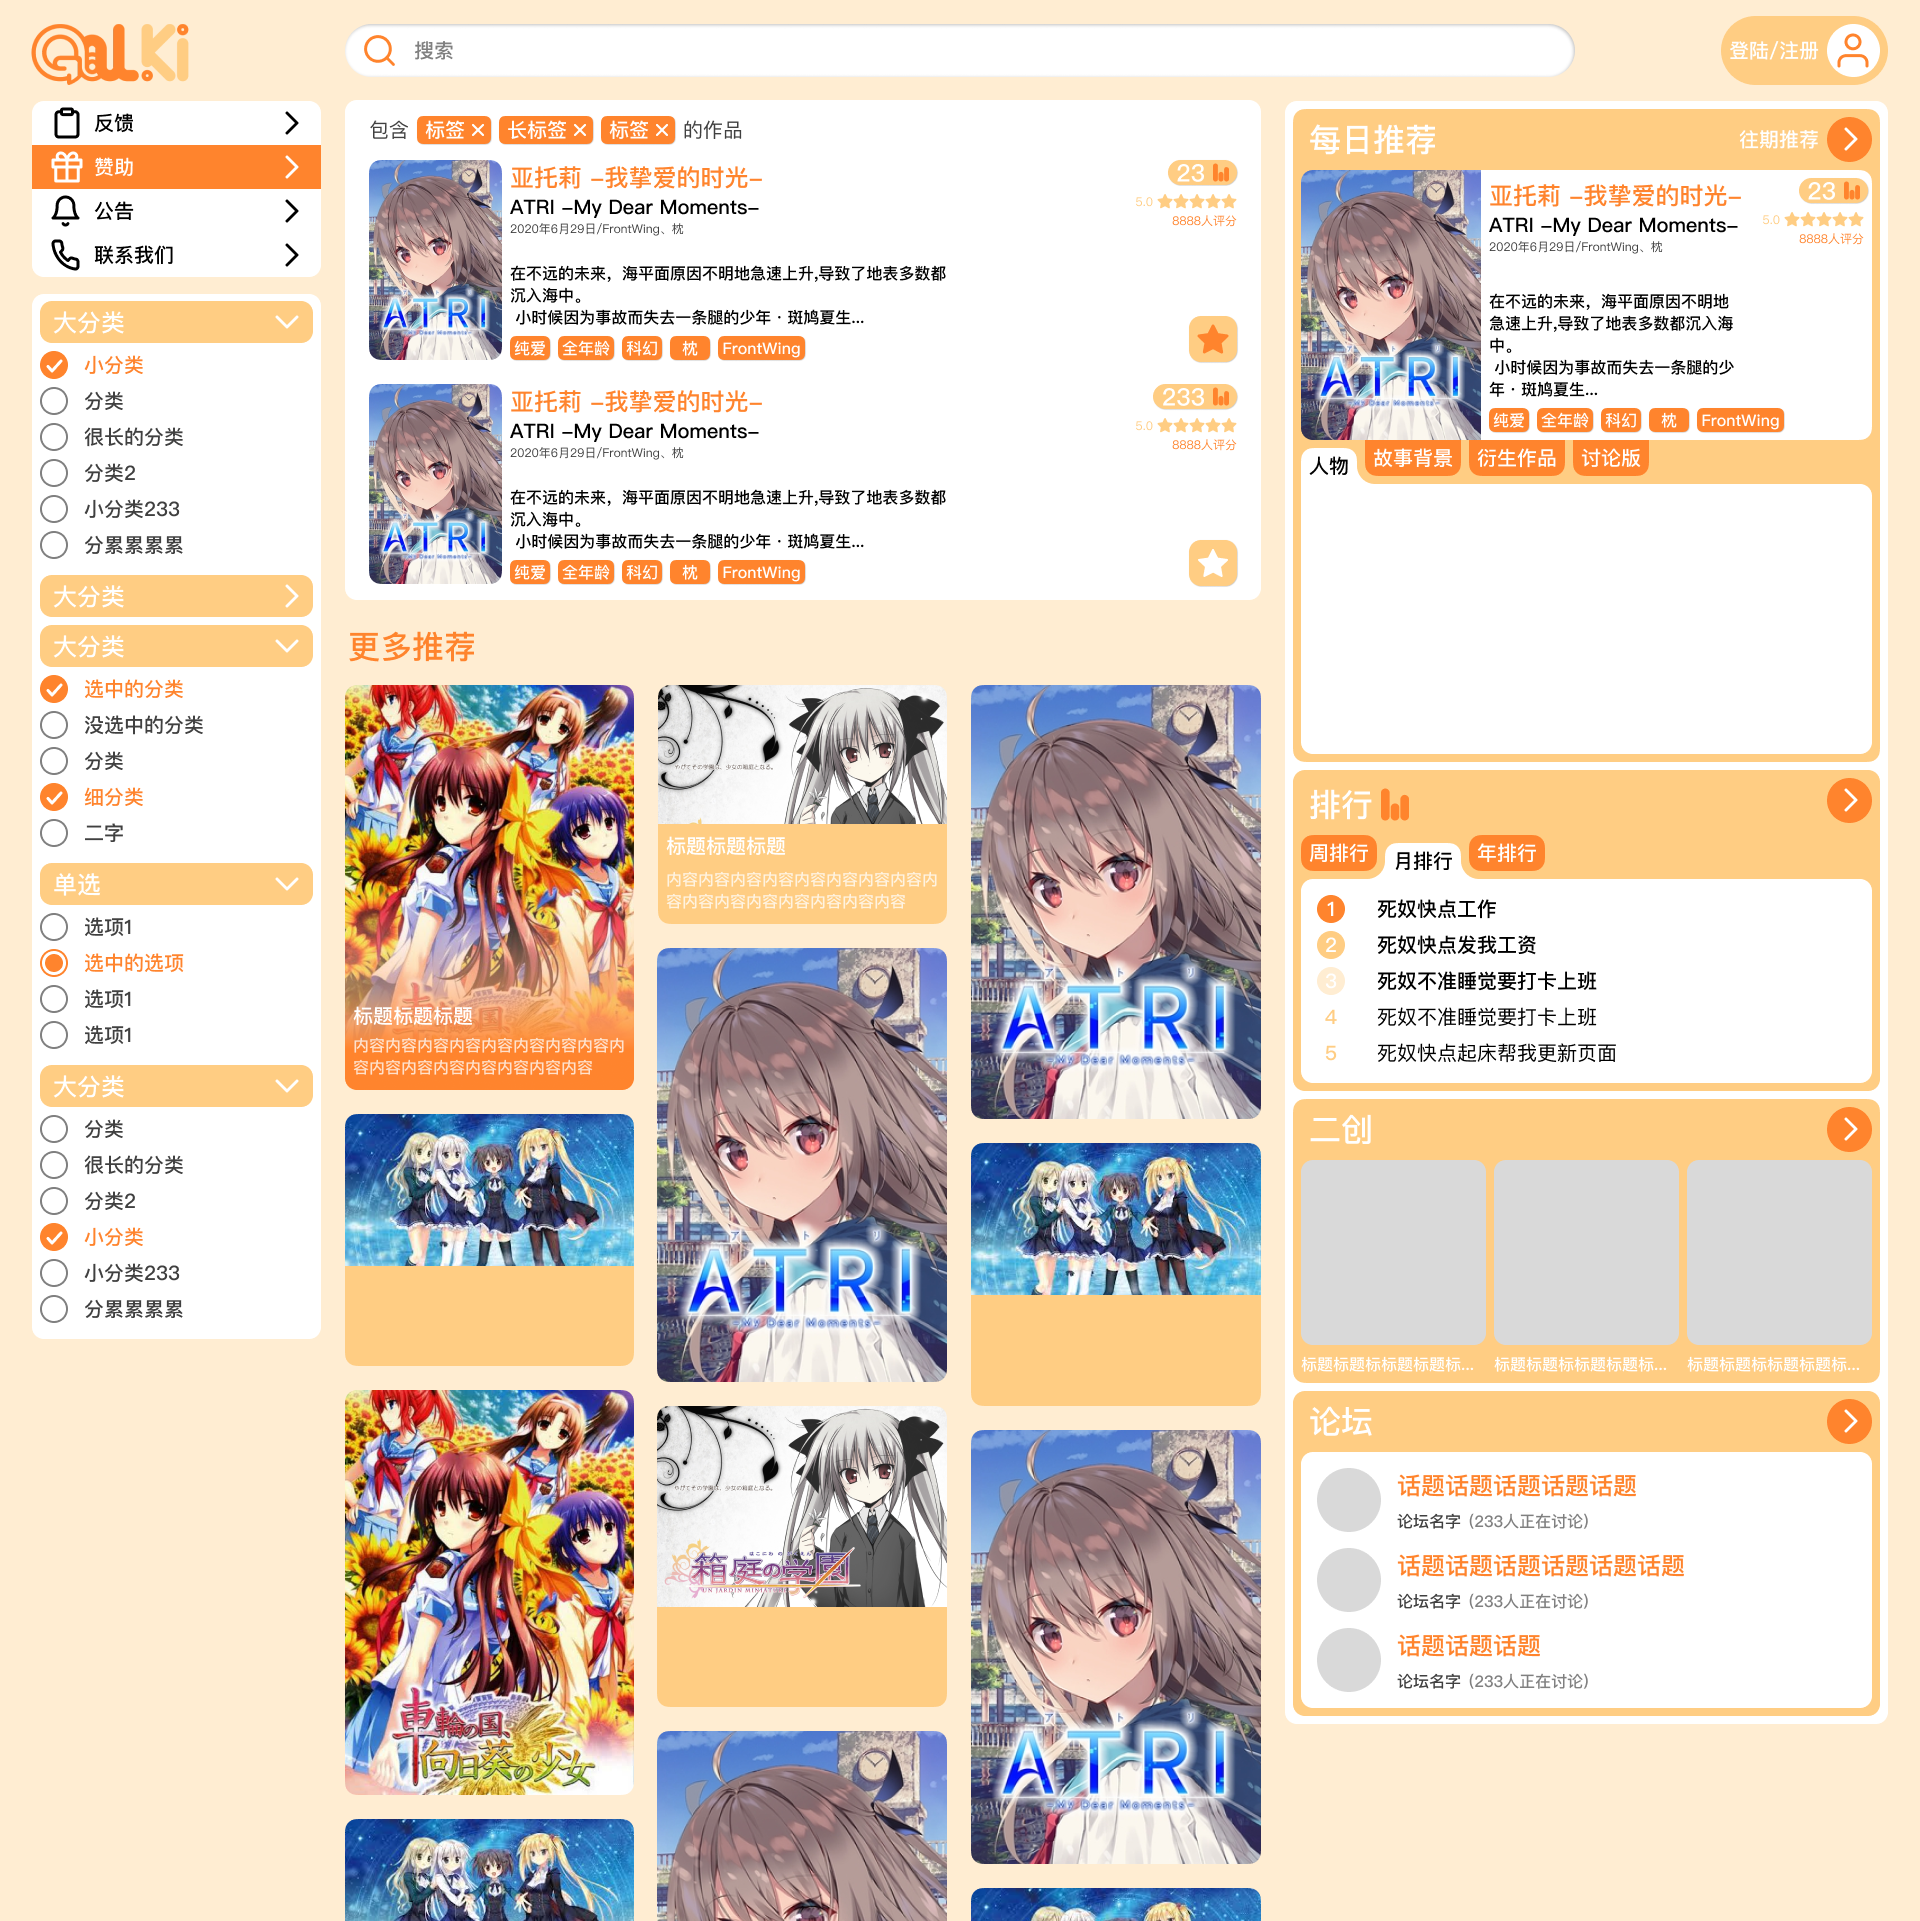 GalKi
搜索
登陆/注册
反馈
赞助
公告
联系我们
大分类
小分类
分类
很长的分类
分类2
小分类233
分累累累累
大分类
大分类
选中的分类
没选中的分类
分类
细分类
二字
单选
选项1
选中的选项
选项1
选项1
大分类
分类
很长的分类
分类2
小分类
小分类233
分累累累累
包含 标签 长标签 标签 的作品
亚托莉 -我挚爱的时光-
23
ATRI -My Dear Moments-
5.0
2020年6月29日/FrontWing、枕
8888人评分
在不远的未来，海平面原因不明地急速上升,导致了地表多数都
沉入海中。
小时候因为事故而失去一条腿的少年·斑鸠夏生...
纯爱 全年龄 科幻 枕 FrontWing
ATRI
-My Dear Moments-
亚托莉 -我挚爱的时光-
233
ATRI -My Dear Moments-
5.0
2020年6月29日/FrontWing、枕
8888人评分
在不远的未来，海平面原因不明地急速上升,导致了地表多数都
沉入海中。
小时候因为事故而失去一条腿的少年·斑鸠夏生...
纯爱 全年龄 科幻 枕 FrontWing
ATRI
-My Dear Moments-
更多推荐
标题标题标题
内容内容内容内容内容内容内容内容内
容内容内容内容内容内容内容内容
标题标题标题
内容内容内容内容内容内容内容内容内
容内容内容内容内容内容内容内容
アトリ
ATRI
-My Dear Moments-
アトリ
ATRI
-My Dear Moments-
車輪の国、
向日葵の少女
箱庭の学園
UN JARDIN MINIATURE
アトリ
ATRI
-My Dear Moments-
每日推荐
往期推荐
亚托莉 -我挚爱的时光-
23
ATRI -My Dear Moments-
5.0
2020年6月29日/FrontWing、枕
8888人评分
在不远的未来，海平面原因不明地
急速上升,导致了地表多数都沉入海
中。
小时候因为事故而失去一条腿的少
年·斑鸠夏生...
纯爱 全年龄 科幻 枕 FrontWing
ATRI
-My Dear Moments-
人物 故事背景 衍生作品 讨论版
排行
周排行 月排行 年排行
1 死奴快点工作
2 死奴快点发我工资
3 死奴不准睡觉要打卡上班
4 死奴不准睡觉要打卡上班
5 死奴快点起床帮我更新页面
二创
标题标题标标题标题标...
标题标题标标题标题标...
标题标题标标题标题标...
论坛
话题话题话题话题话题
论坛名字 (233人正在讨论)
话题话题话题话题话题话题
论坛名字 (233人正在讨论)
话题话题话题
论坛名字 (233人正在讨论)